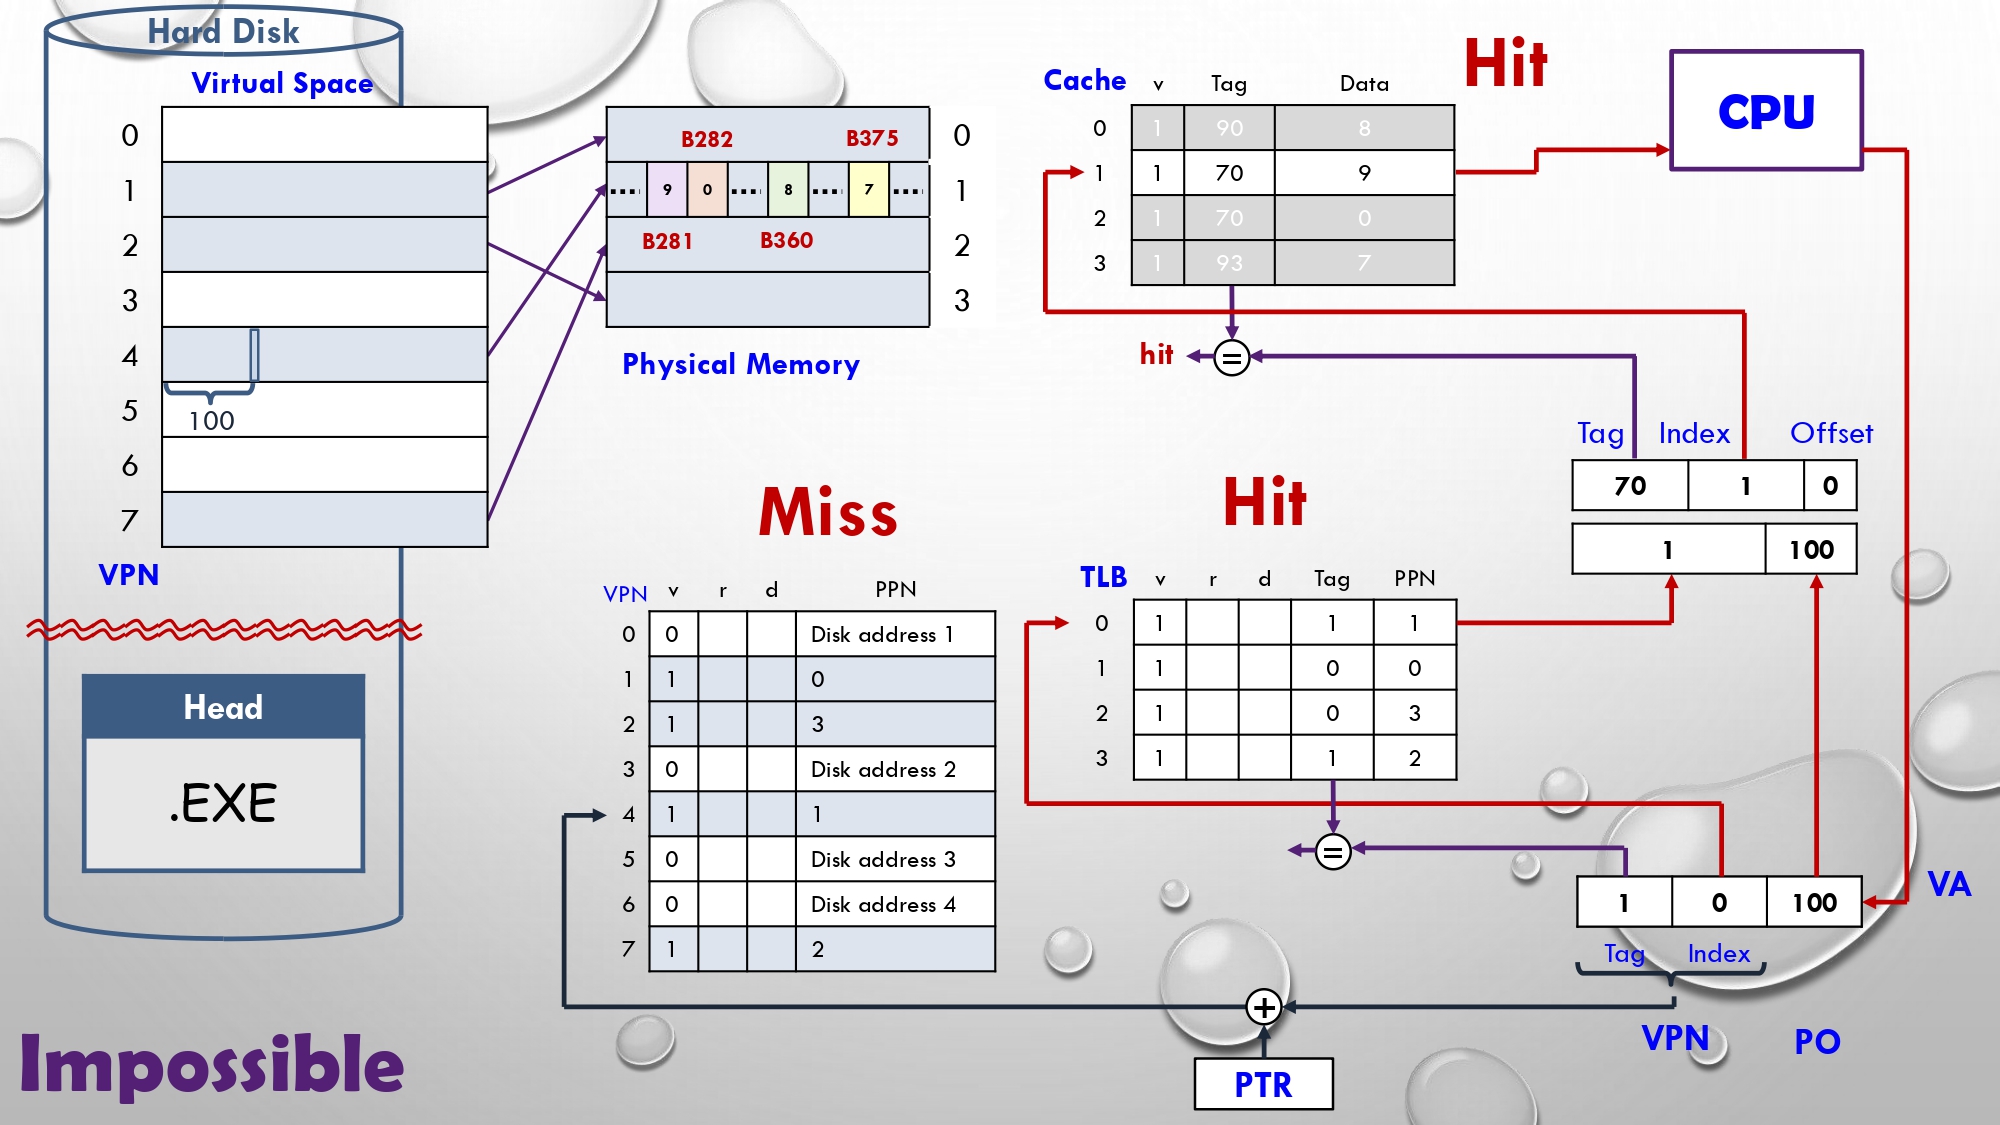 Hard Disk
Virtual Space
0
1
2
3
4
5
6
7
100
VPN
Head
.EXE
Impossible
B282 B375
.... 9 0 .... 8 .... 7 ....
B281 B360
0
1
2
3
Physical Memory
Cache v Tag Data
0 1 90 8
1 1 70 9
2 1 70 0
3 1 93 7
Hit
CPU
=
hit
Tag Index Offset
70 1 0
1 100
Miss
VPN v r d PPN
0 0 Disk address 1
1 1 0
2 1 3
3 0 Disk address 2
4 1 1
5 0 Disk address 3
6 0 Disk address 4
7 1 2
Hit
TLB v r d Tag PPN
0 1 1 1
1 1 0 0
2 1 0 3
3 1 1 2
=
1 0 100
VA
Tag Index
VPN PO
+
PTR